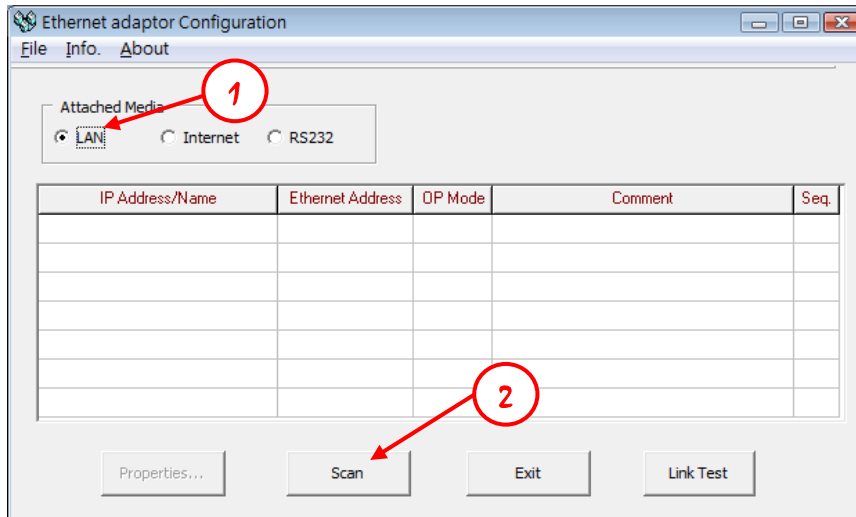 Ethernet adaptor Configuration
File Info. About
1
Attached Media
LAN Internet RS232
IP Address/Name Ethernet Address OP Mode Comment Seq.
2
Properties... Scan Exit Link Test